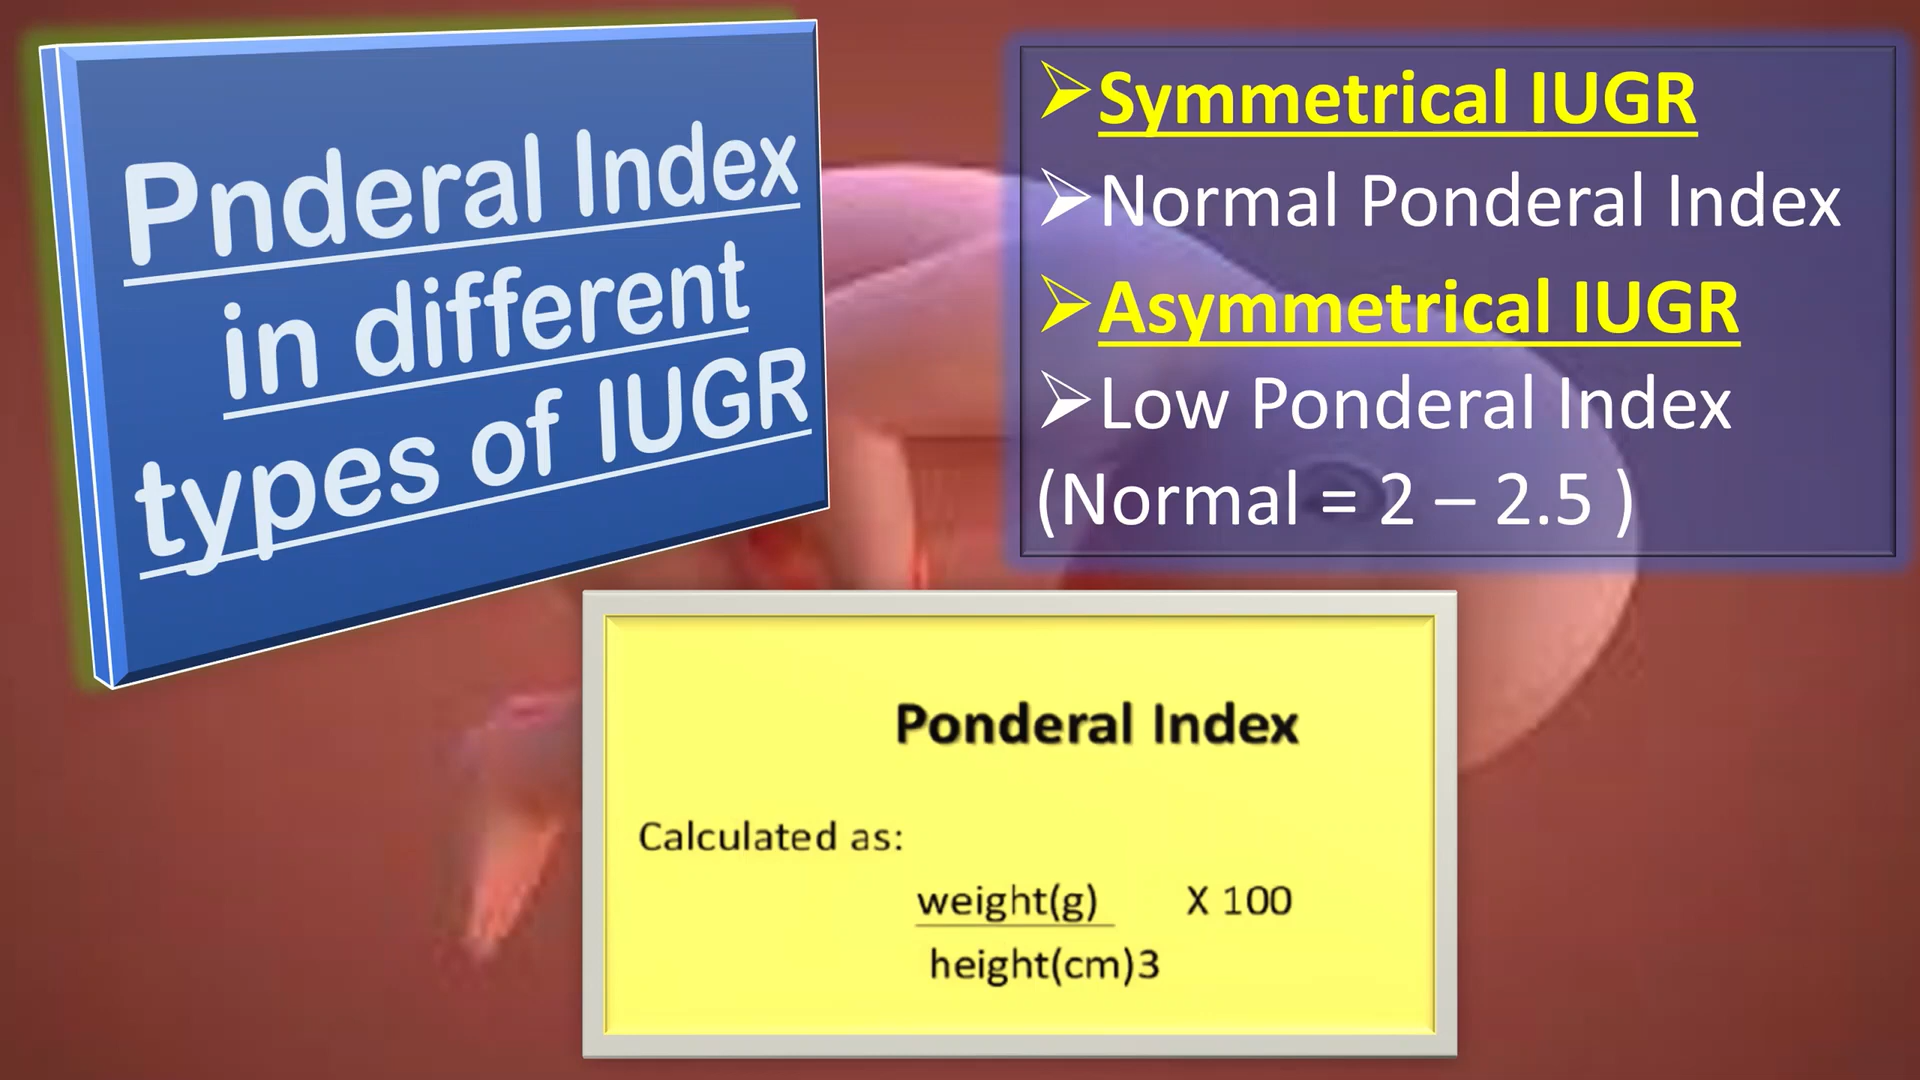 Pnderal Index
in different
types of IUGR
➢Symmetrical IUGR
➢Normal Ponderal Index
➢Asymmetrical IUGR
➢Low Ponderal Index
(Normal = 2 – 2.5 )
Ponderal Index
Calculated as:
weight(g) X 100
height(cm)3